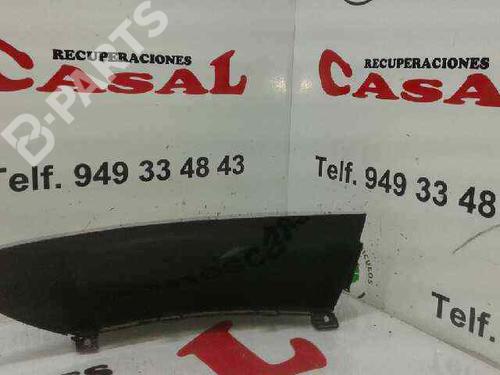 RECUPERACIONES
CASAL
Telf. 949 33 48 43
RECUPERACIONES
CASAL
Telf. 949 33 48
B-PARTS
Telf.